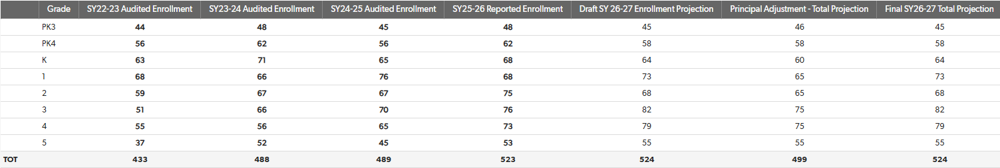 Grade SY22-23 Audited Enrollment SY23-24 Audited Enrollment SY24-25 Audited Enrollment SY25-26 Reported Enrollment Draft SY 26-27 Enrollment Projection Principal Adjustment - Total Projection Final SY26-27 Total Projection
PK3 44 48 45 48 45 46 45
PK4 56 62 56 62 58 58 58
K 63 71 65 68 64 60 64
1 68 66 76 68 73 65 73
2 59 67 67 75 68 65 68
3 51 66 70 76 82 75 82
4 55 56 65 73 79 75 79
5 37 52 45 53 55 55 55
TOT 433 488 489 523 524 499 524